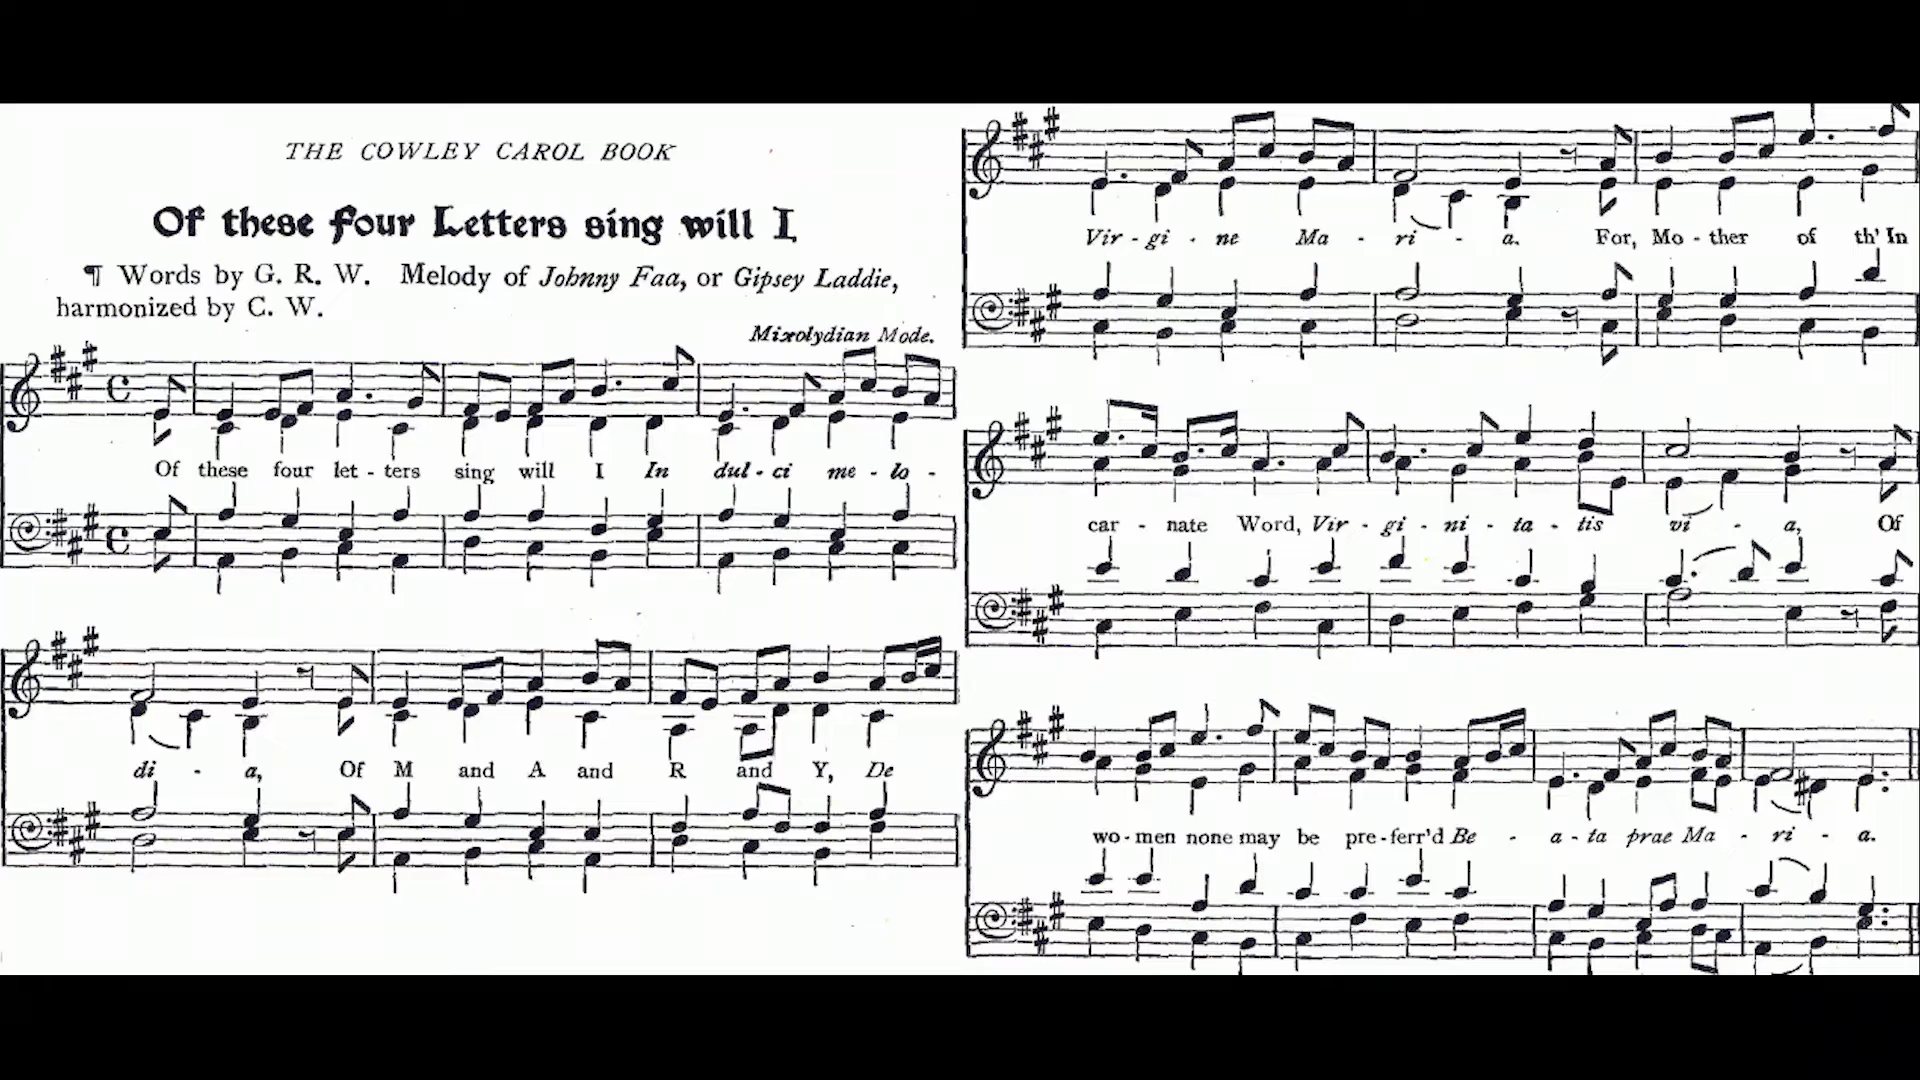 THE COWLEY CAROL BOOK
Of these four Letters sing will I
¶ Words by G. R. W. Melody of Johnny Faa, or Gipsey Laddie,
harmonized by C. W.
Mixolydian Mode.
Of these four let - ters sing will I In dul - ci me - lo -
di - a, Of M and A and R and Y, De
Vir - gi - ne Ma - ri - a. For, Mo - ther of th' In
car - nate Word, Vir - gi - ni - ta - tis vi - a, Of
wo - men none may be pre - ferr'd Be - a - ta prae Ma - ri - a.